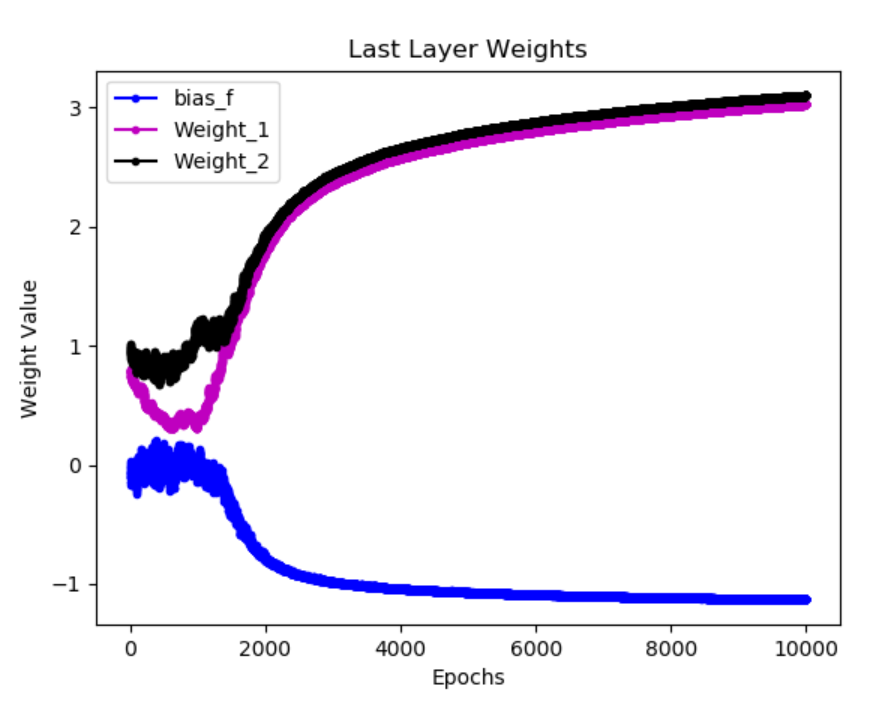 Last Layer Weights
bias_f
Weight_1
Weight_2
3
2
1
0
−1
Weight Value
0 2000 4000 6000 8000 10000
Epochs